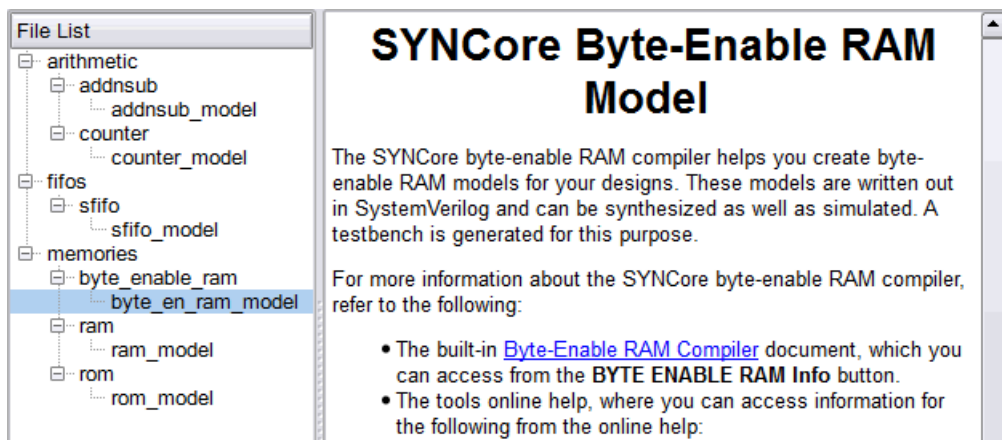 File List
arithmetic
addnsub
addnsub_model
counter
counter_model
fifos
sfifo
sfifo_model
memories
byte_enable_ram
byte_en_ram_model
ram
ram_model
rom
rom_model
SYNCore Byte-Enable RAM
Model
The SYNCore byte-enable RAM compiler helps you create byte-
enable RAM models for your designs. These models are written out
in SystemVerilog and can be synthesized as well as simulated. A
testbench is generated for this purpose.
For more information about the SYNCore byte-enable RAM compiler,
refer to the following:
• The built-in Byte-Enable RAM Compiler document, which you
can access from the BYTE ENABLE RAM Info button.
• The tools online help, where you can access information for
the following from the online help: